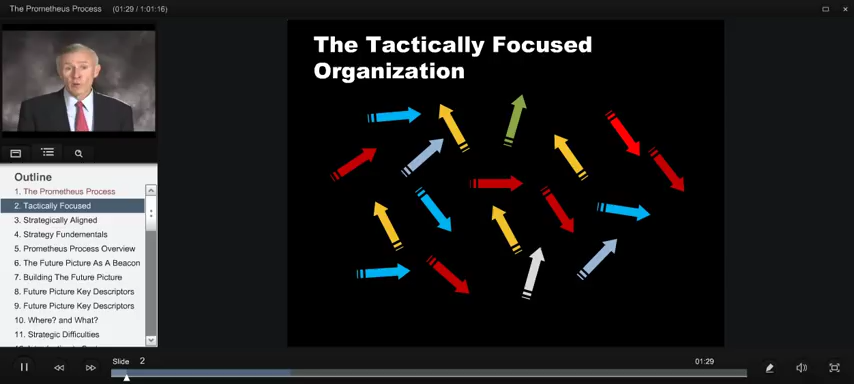 The Prometheus Process (01:29 / 1:01:16)
The Tactically Focused
Organization
Outline
1. The Prometheus Process
2. Tactically Focused
3. Strategically Aligned
4. Strategy Fundementals
5. Prometheus Process Overview
6. The Future Picture As A Beacon
7. Building The Future Picture
8. Future Picture Key Descriptors
9. Future Picture Key Descriptors
10. Where? and What?
11. Strategic Difficulties
Slide 2
01:29